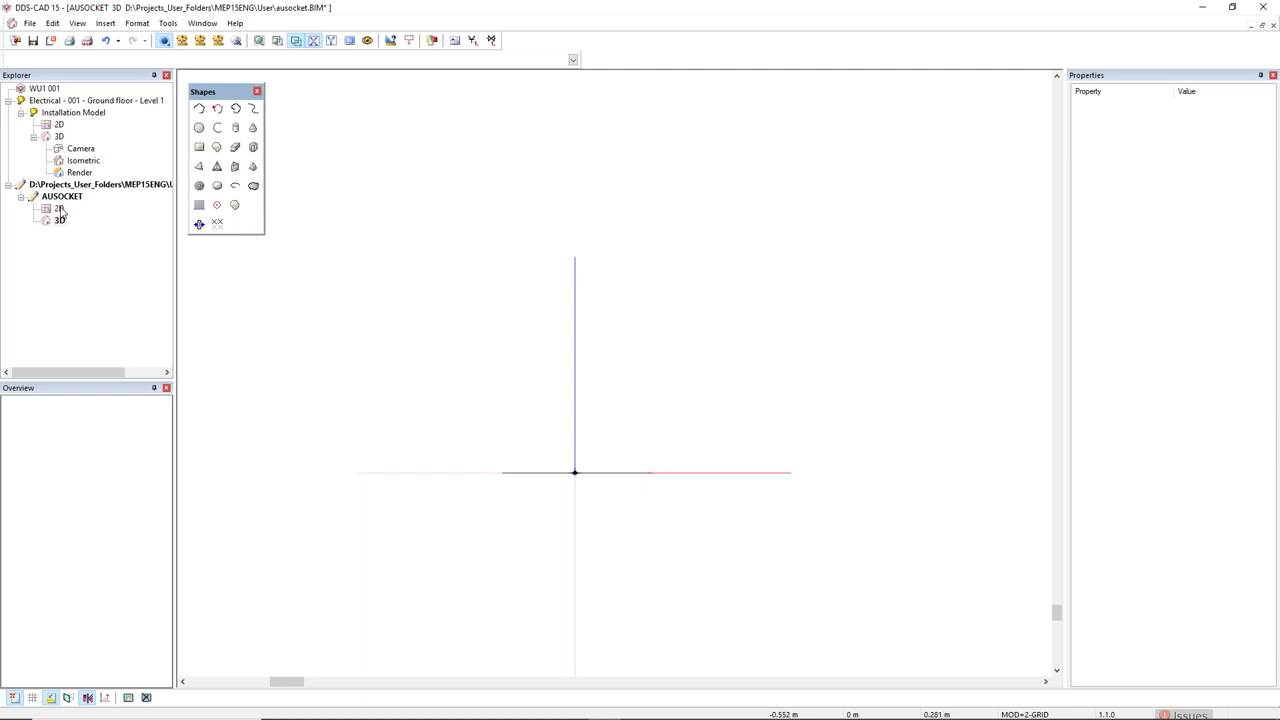 DDS-CAD 15 - [AUSOCKET 3D D:\Projects_User_Folders\MEP15ENG\User\ausocket.BIM* ]
File Edit View Insert Format Tools Window Help
Explorer
WU1 001
Electrical - 001 - Ground floor - Level 1
Installation Model
2D
3D
Camera
Isometric
Render
D:\Projects_User_Folders\MEP15ENG\U
AUSOCKET
2D
3D
Overview
Shapes
Properties
Property Value
-0.552 m 0 m 0.281 m MOD=2-GRID 1.1.0 Issues